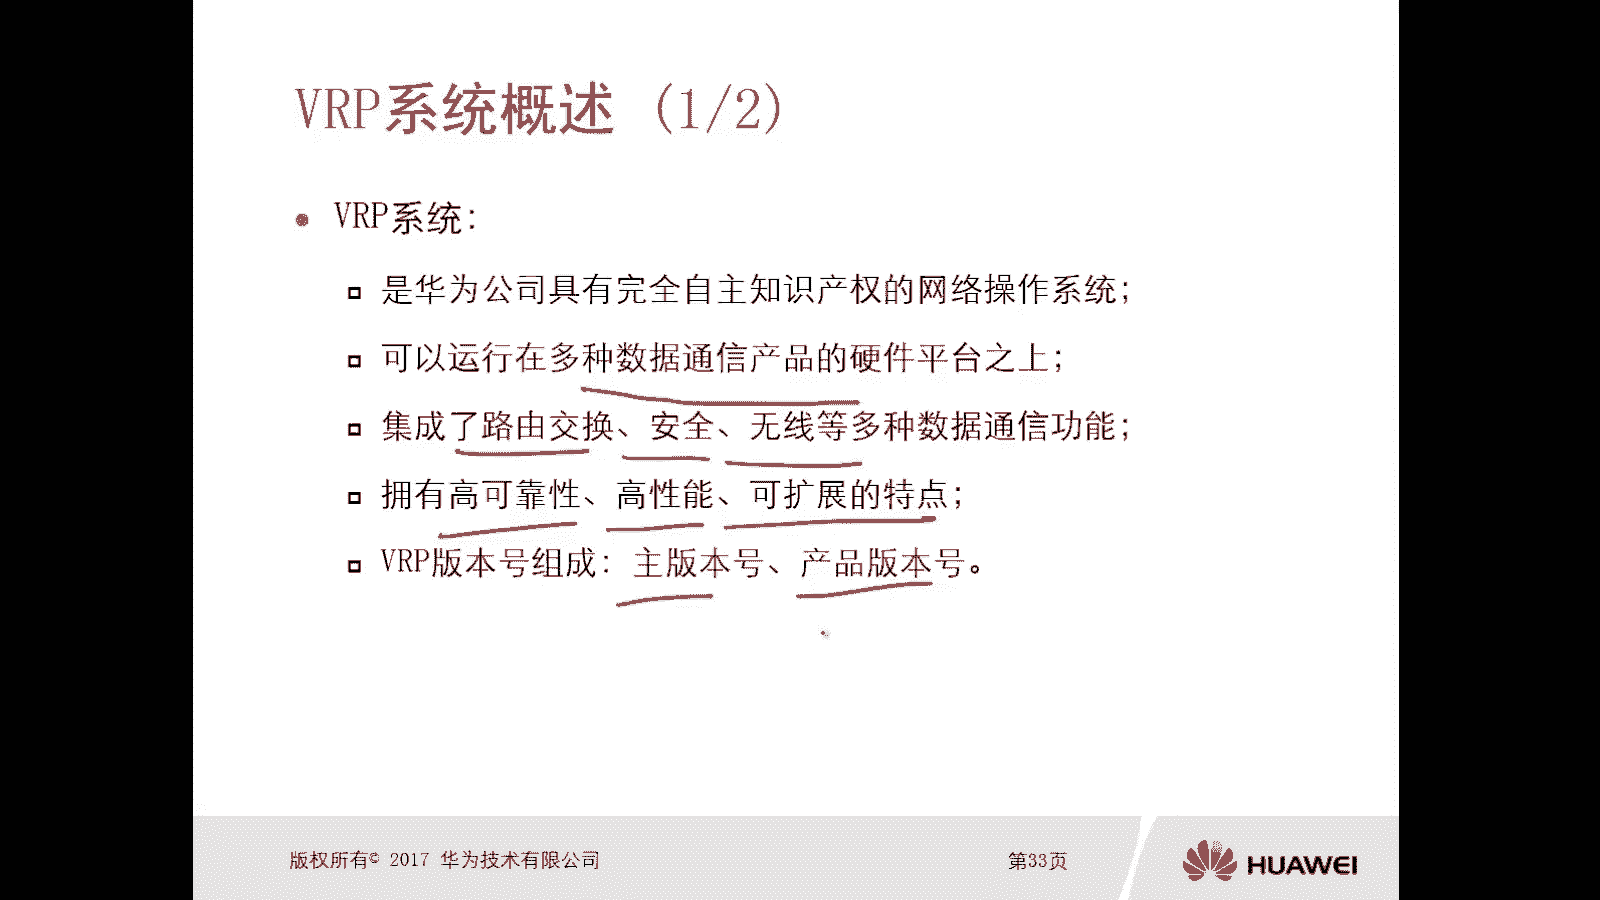 VRP系统概述 (1/2)
VRP系统：
是华为公司具有完全自主知识产权的网络操作系统；
可以运行在多种数据通信产品的硬件平台之上；
集成了路由交换、安全、无线等多种数据通信功能；
拥有高可靠性、高性能、可扩展的特点；
VRP版本号组成：主版本号、产品版本号。
版权所有© 2017 华为技术有限公司
第33页
HUAWEI